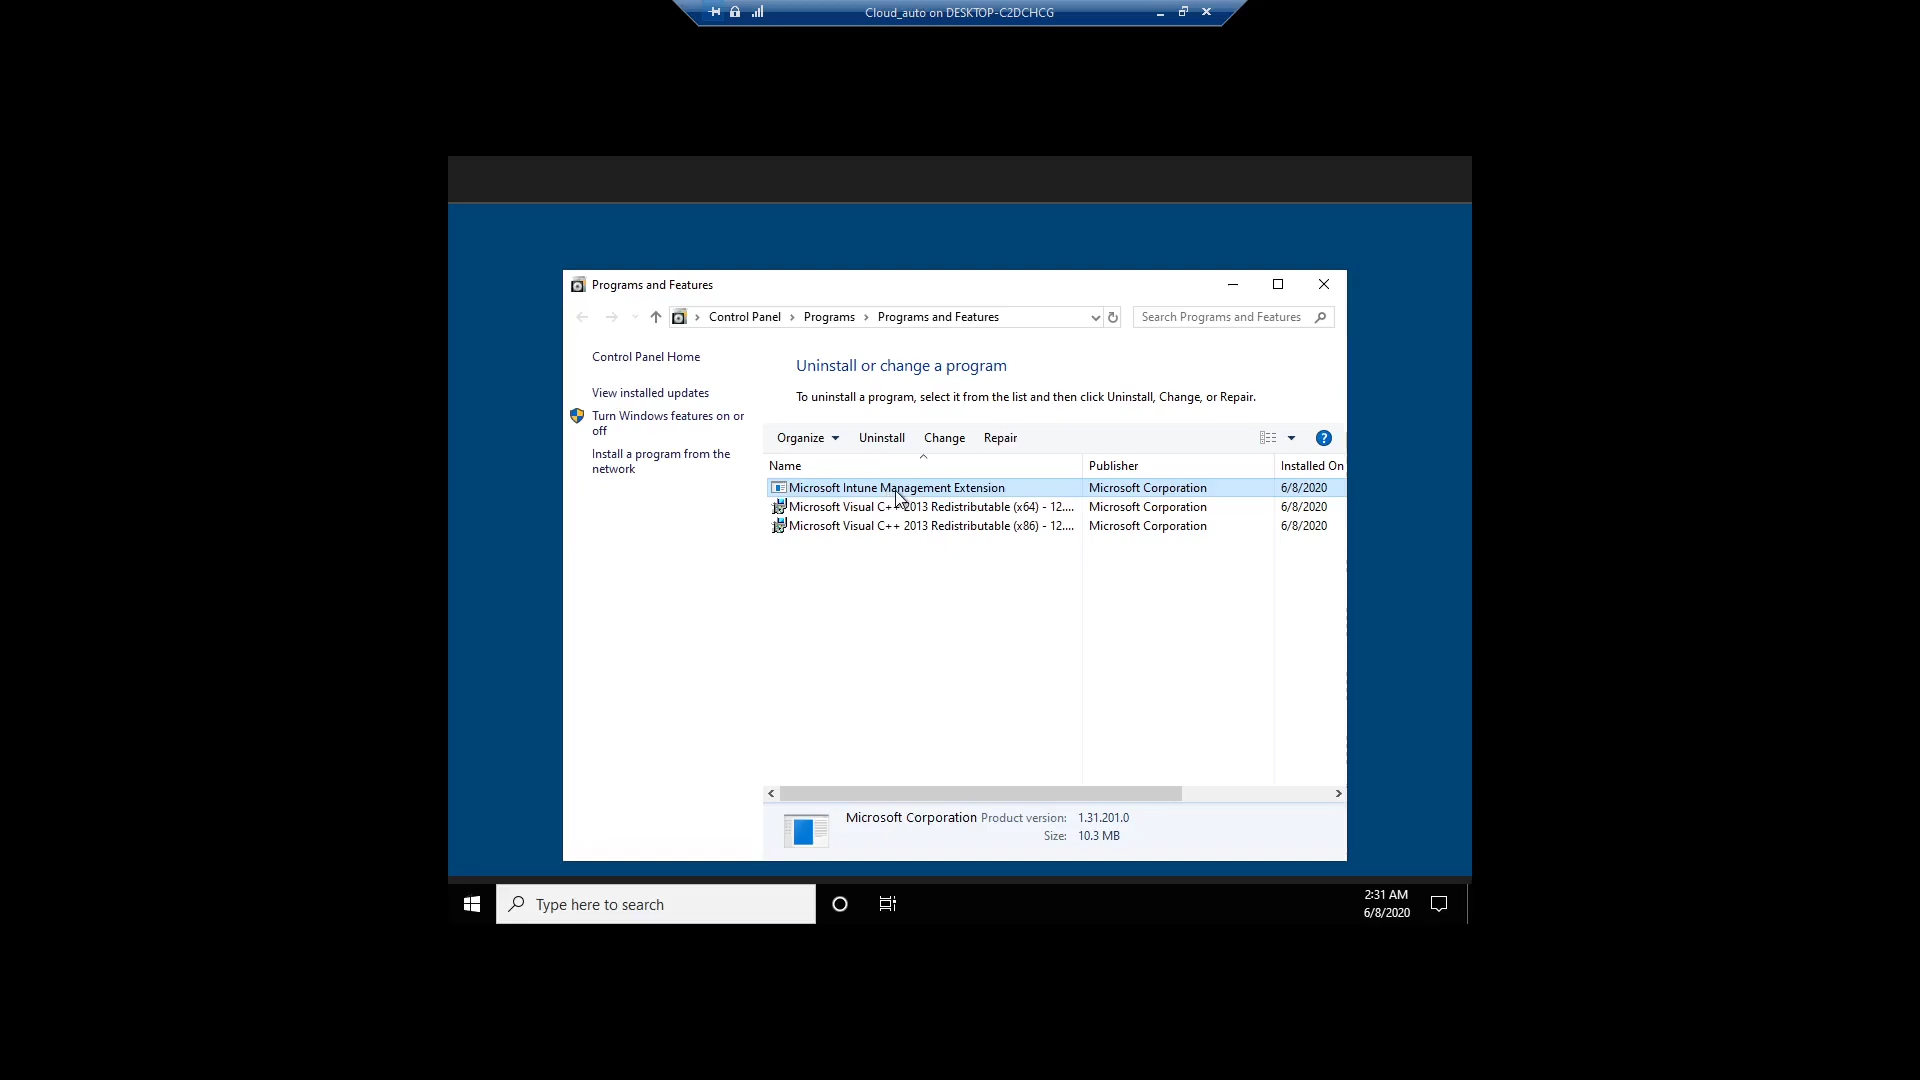 Cloud_auto on DESKTOP-C2DCHCG
Programs and Features
Control Panel
Programs
Programs and Features
Search Programs and Features
Control Panel Home
View installed updates
Turn Windows features on or
off
Install a program from the
network
Uninstall or change a program
To uninstall a program, select it from the list and then click Uninstall, Change, or Repair.
Organize Uninstall Change Repair
Name Publisher Installed On
Microsoft Intune Management Extension Microsoft Corporation 6/8/2020
Microsoft Visual C++ 2013 Redistributable (x64) - 12.... Microsoft Corporation 6/8/2020
Microsoft Visual C++ 2013 Redistributable (x86) - 12.... Microsoft Corporation 6/8/2020
Microsoft Corporation Product version: 1.31.201.0
Size: 10.3 MB
Type here to search
2:31 AM
6/8/2020